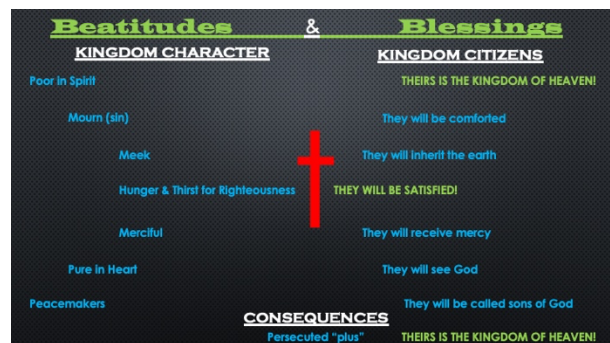 Beatitudes & Blessings
KINGDOM CHARACTER KINGDOM CITIZENS
Poor in Spirit THEIRS IS THE KINGDOM OF HEAVEN!
Mourn (sin) They will be comforted
Meek They will inherit the earth
Hunger & Thirst for Righteousness THEY WILL BE SATISFIED!
Merciful They will receive mercy
Pure in Heart They will see God
Peacemakers They will be called sons of God
CONSEQUENCES
Persecuted “plus” THEIRS IS THE KINGDOM OF HEAVEN!